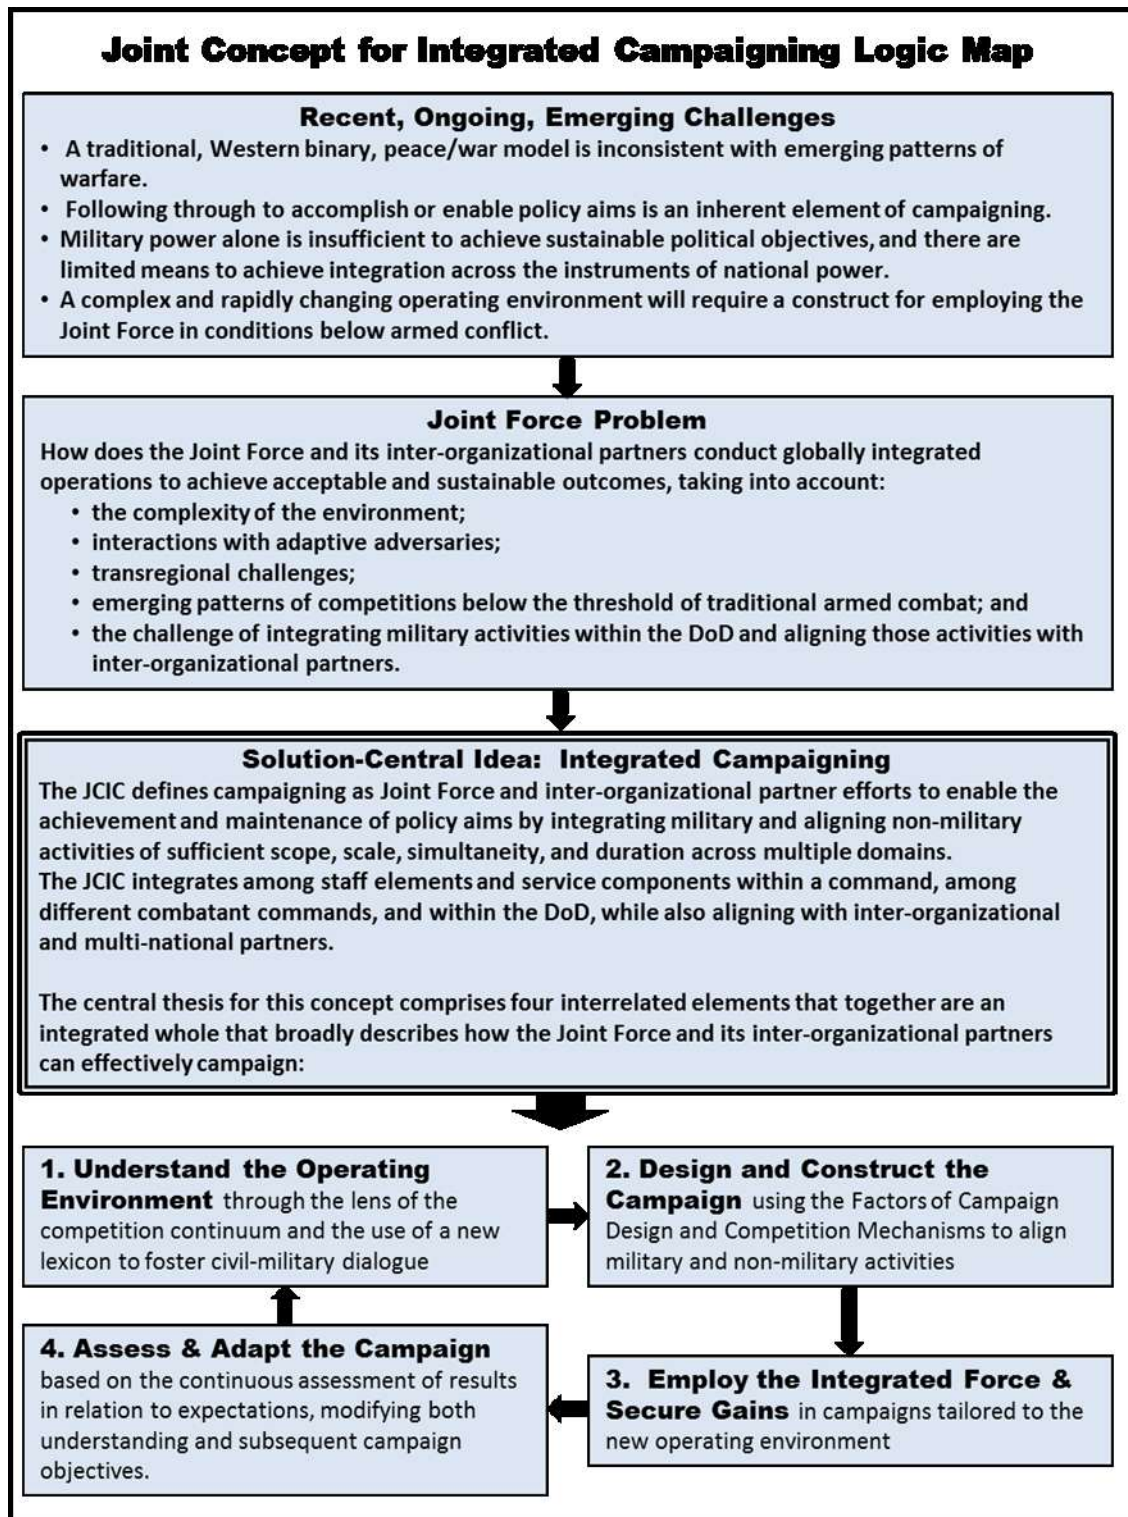 Joint Concept for Integrated Campaigning Logic Map
Recent, Ongoing, Emerging Challenges
• A traditional, Western binary, peace/war model is inconsistent with emerging patterns of
warfare.
• Following through to accomplish or enable policy aims is an inherent element of campaigning.
• Military power alone is insufficient to achieve sustainable political objectives, and there are
limited means to achieve integration across the instruments of national power.
• A complex and rapidly changing operating environment will require a construct for employing the
Joint Force in conditions below armed conflict.
Joint Force Problem
How does the Joint Force and its inter-organizational partners conduct globally integrated
operations to achieve acceptable and sustainable outcomes, taking into account:
• the complexity of the environment;
• interactions with adaptive adversaries;
• transregional challenges;
• emerging patterns of competitions below the threshold of traditional armed combat; and
• the challenge of integrating military activities within the DoD and aligning those activities with
inter-organizational partners.
Solution-Central Idea: Integrated Campaigning
The JCIC defines campaigning as Joint Force and inter-organizational partner efforts to enable the
achievement and maintenance of policy aims by integrating military and aligning non-military
activities of sufficient scope, scale, simultaneity, and duration across multiple domains.
The JCIC integrates among staff elements and service components within a command, among
different combatant commands, and within the DoD, while also aligning with inter-organizational
and multi-national partners.
The central thesis for this concept comprises four interrelated elements that together are an
integrated whole that broadly describes how the Joint Force and its inter-organizational partners
can effectively campaign:
1. Understand the Operating
Environment through the lens of the
competition continuum and the use of a new
lexicon to foster civil-military dialogue
2. Design and Construct the
Campaign using the Factors of Campaign
Design and Competition Mechanisms to align
military and non-military activities
3. Employ the Integrated Force &
Secure Gains in campaigns tailored to the
new operating environment
4. Assess & Adapt the Campaign
based on the continuous assessment of results
in relation to expectations, modifying both
understanding and subsequent campaign
objectives.